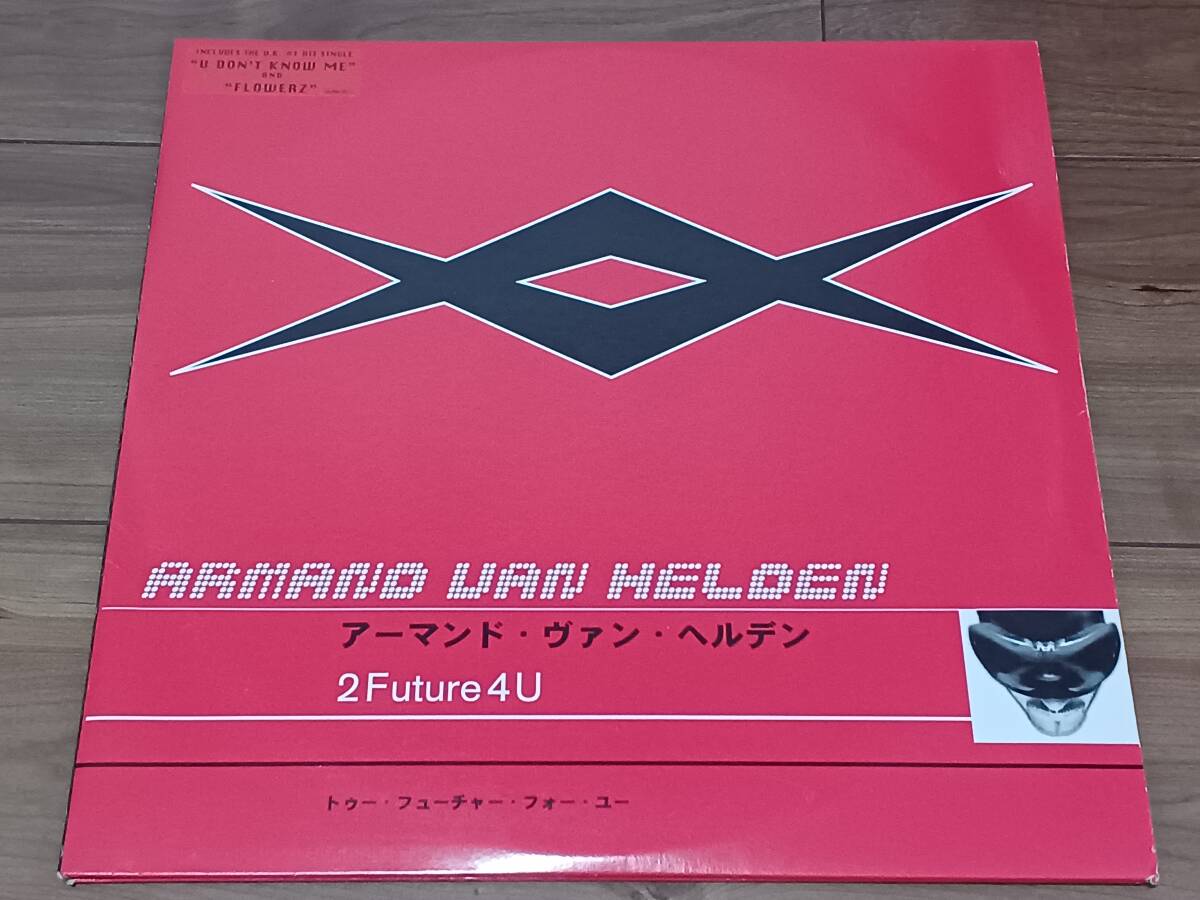 INCLUDES THE U.K. #1 HIT SINGLE
"U DON'T KNOW ME"
AND
"FLOWERZ"
ARMAND VAN HELDEN
アーマンド・ヴァン・ヘルデン
2 Future 4 U
トゥー・フューチャー・フォー・ユー